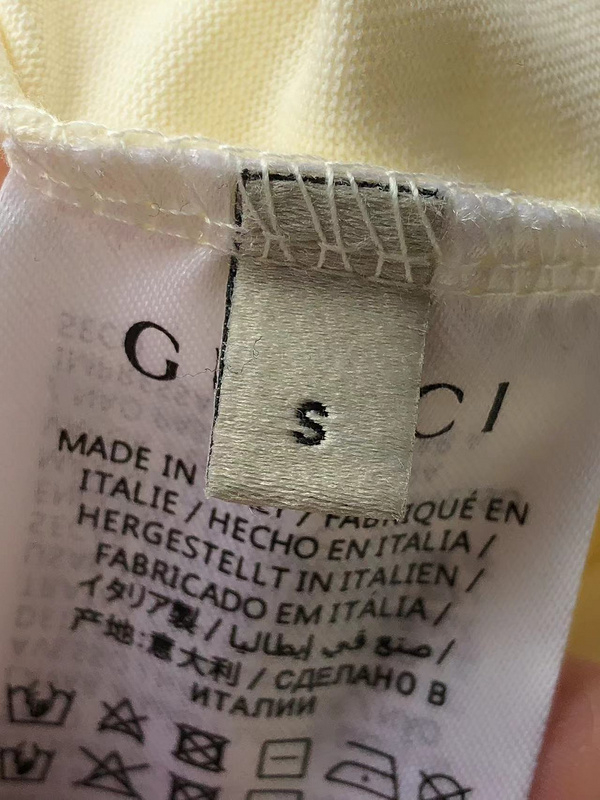 G CI
S
MADE IN / FABRIQUÉ EN
ITALIE / HECHO EN ITALIA /
HERGESTELLT IN ITALIEN /
FABRICADO EM ITÁLIA /
イタリア製 / صنع في إيطاليا /
产地:意大利 / СДЕЛАНО В
ИТАЛИИ